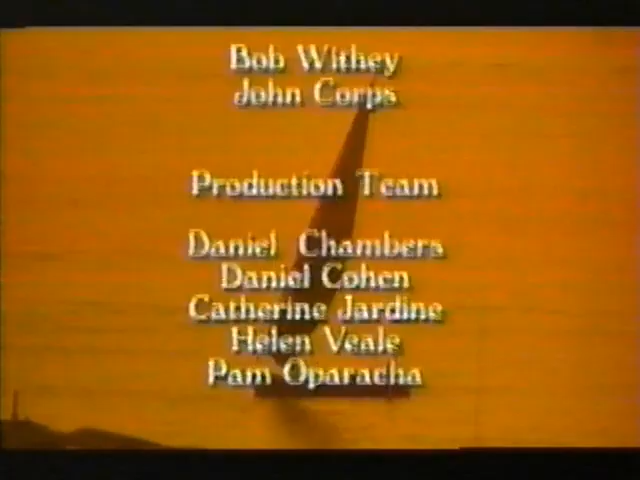 Bob Withey
John Corps
Production Team
Daniel Chambers
Daniel Cohen
Catherine Jardine
Helen Veale
Pam Oparacha